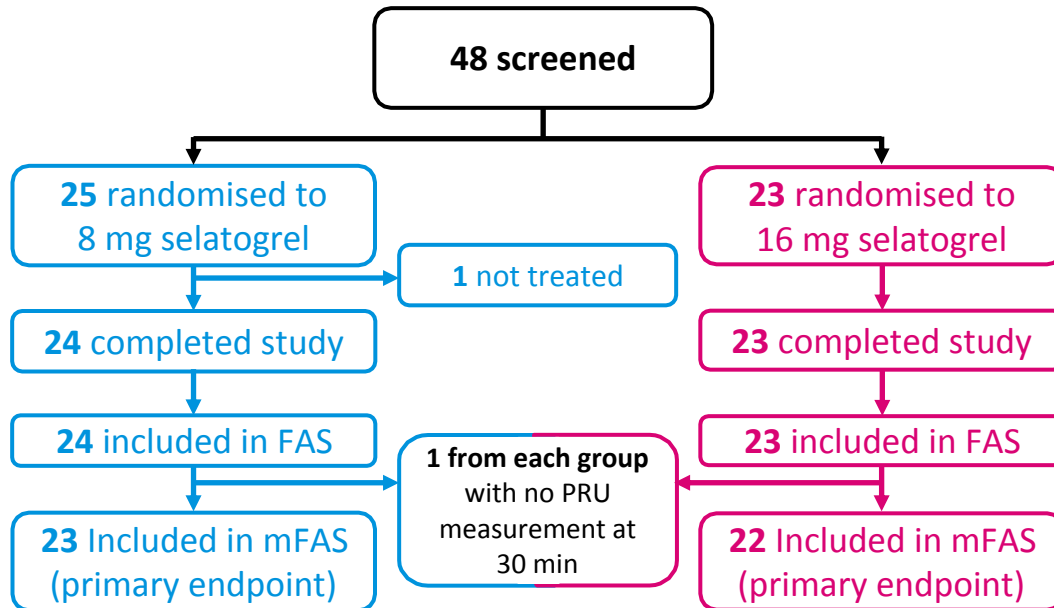 48 screened
25 randomised to
8 mg selatogrel
23 randomised to
16 mg selatogrel
1 not treated
24 completed study
23 completed study
24 included in FAS
23 included in FAS
1 from each group
with no PRU
measurement at
30 min
23 Included in mFAS
(primary endpoint)
22 Included in mFAS
(primary endpoint)